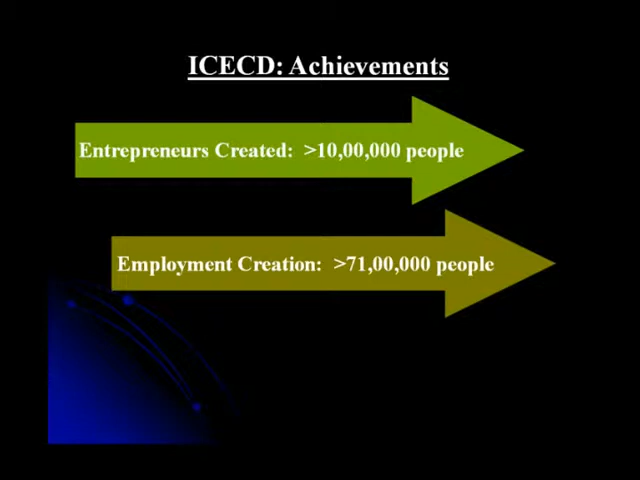 ICECD: Achievements
Entrepreneurs Created: >10,00,000 people
Employment Creation: >71,00,000 people